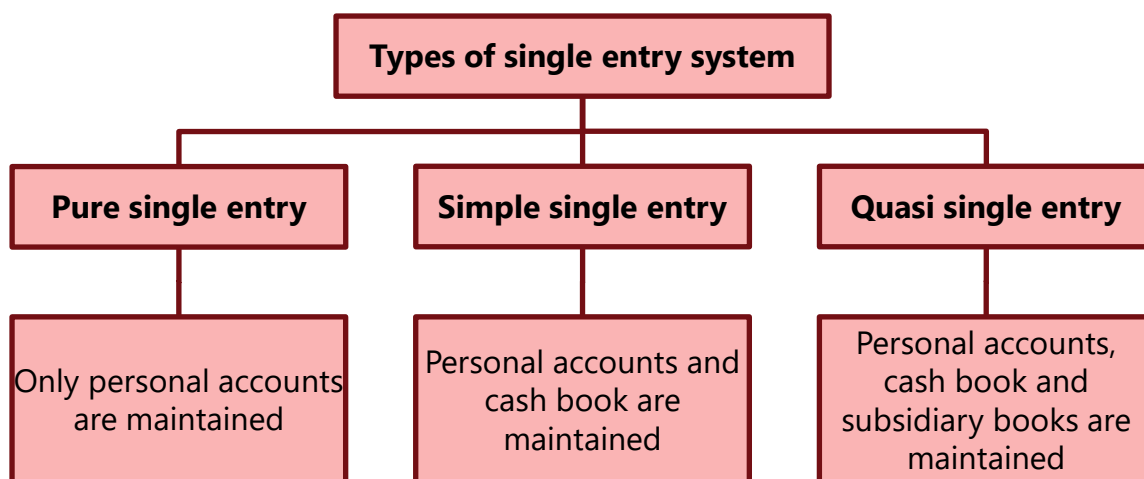 Types of single entry system
Pure single entry
Simple single entry
Quasi single entry
Only personal accounts
are maintained
Personal accounts and
cash book are
maintained
Personal accounts,
cash book and
subsidiary books are
maintained